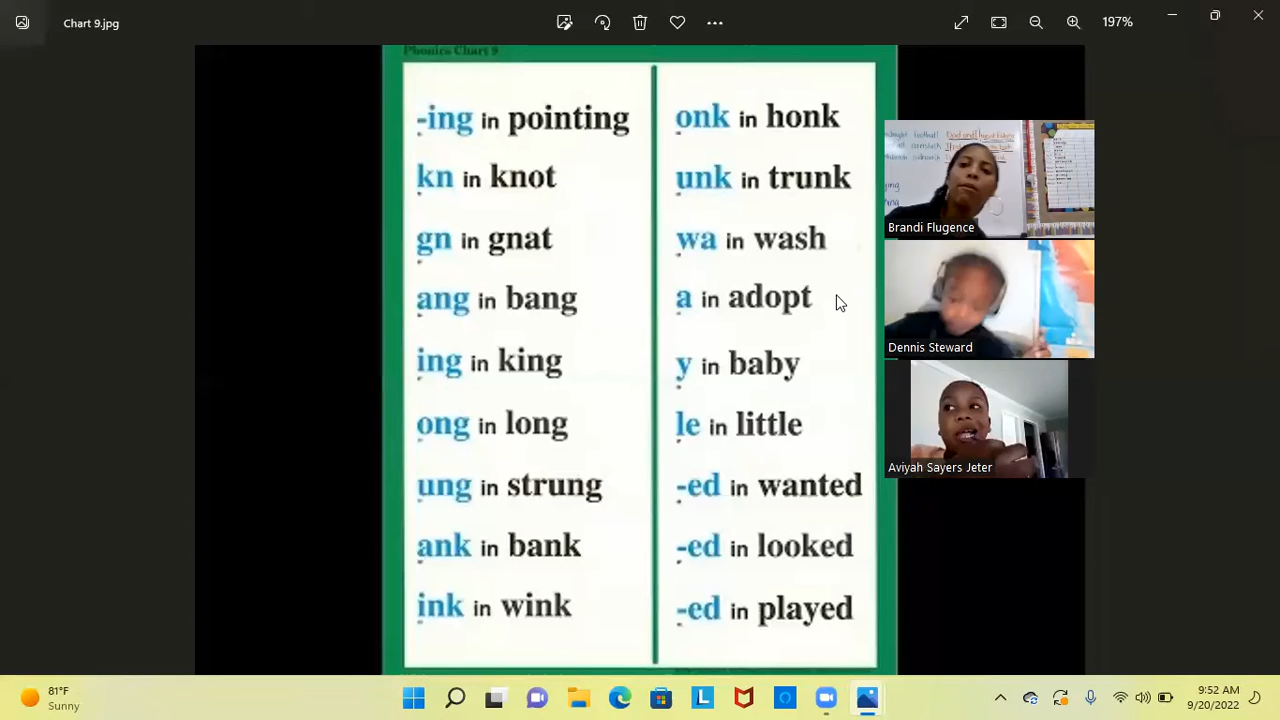 Chart 9.jpg
197%
Phonics Chart 9
-ing in pointing
kn in knot
gn in gnat
ang in bang
ing in king
ong in long
ung in strung
ank in bank
ink in wink
onk in honk
unk in trunk
wa in wash
a in adopt
y in baby
le in little
-ed in wanted
-ed in looked
-ed in played
Brandi Flugence
Dennis Steward
Aviyah Sayers Jeter
81°F
Sunny
L
9:52 AM
9/20/2022